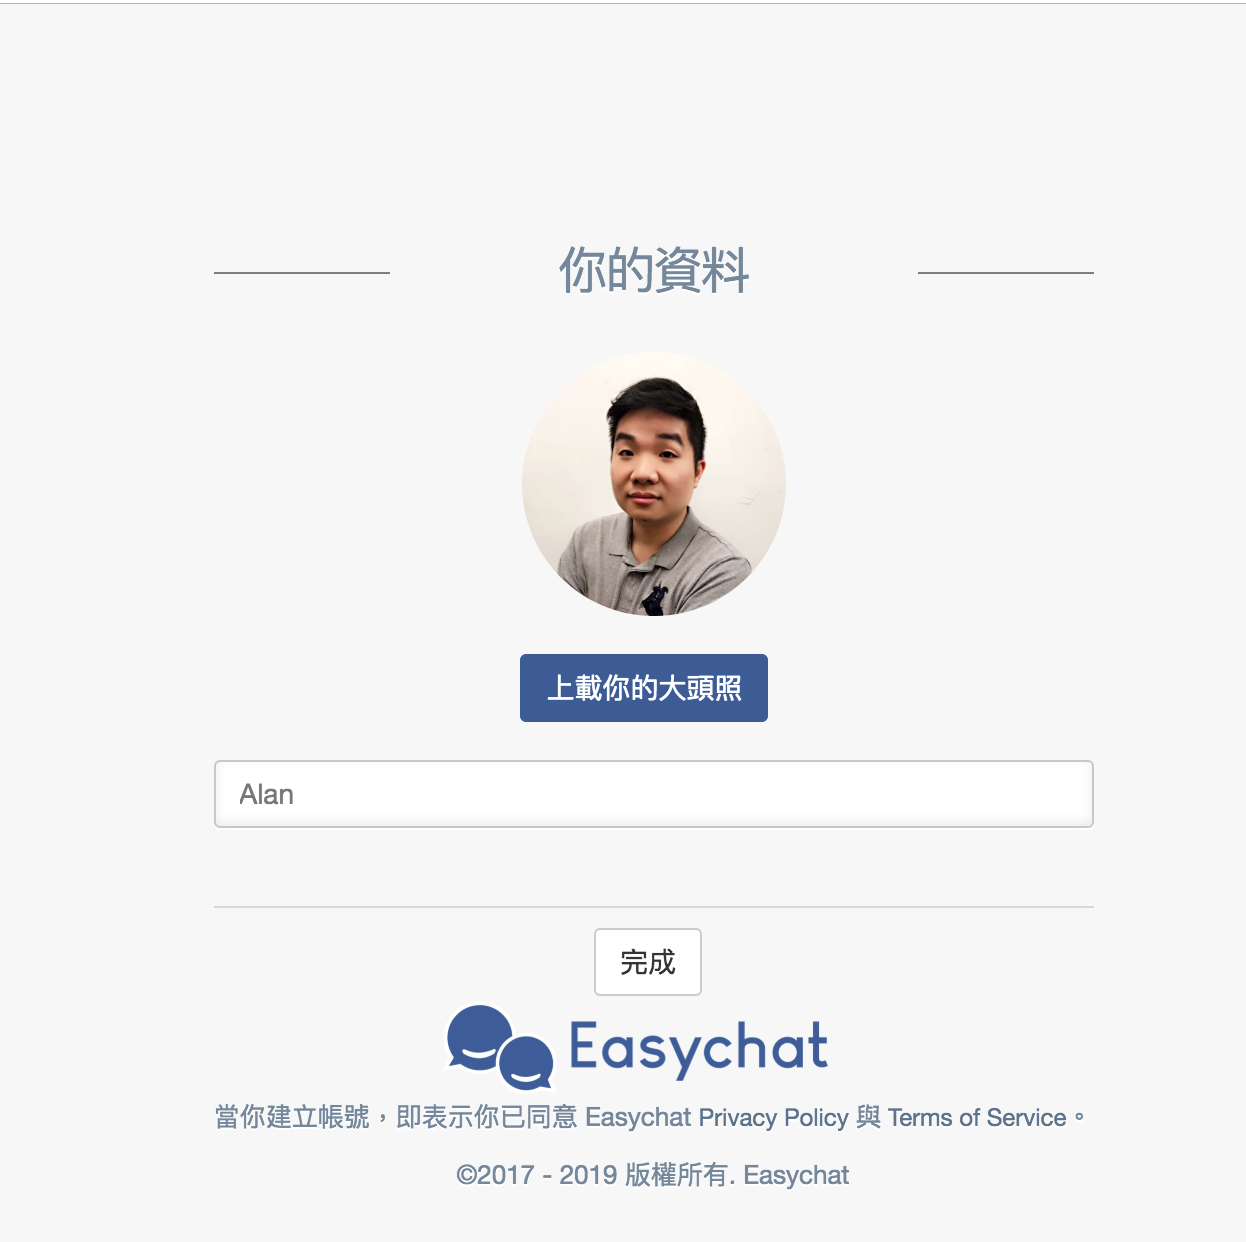 你的資料
上載你的大頭照
Alan
完成
Easychat
當你建立帳號，即表示你已同意 Easychat Privacy Policy 與 Terms of Service。
©2017 - 2019 版權所有. Easychat